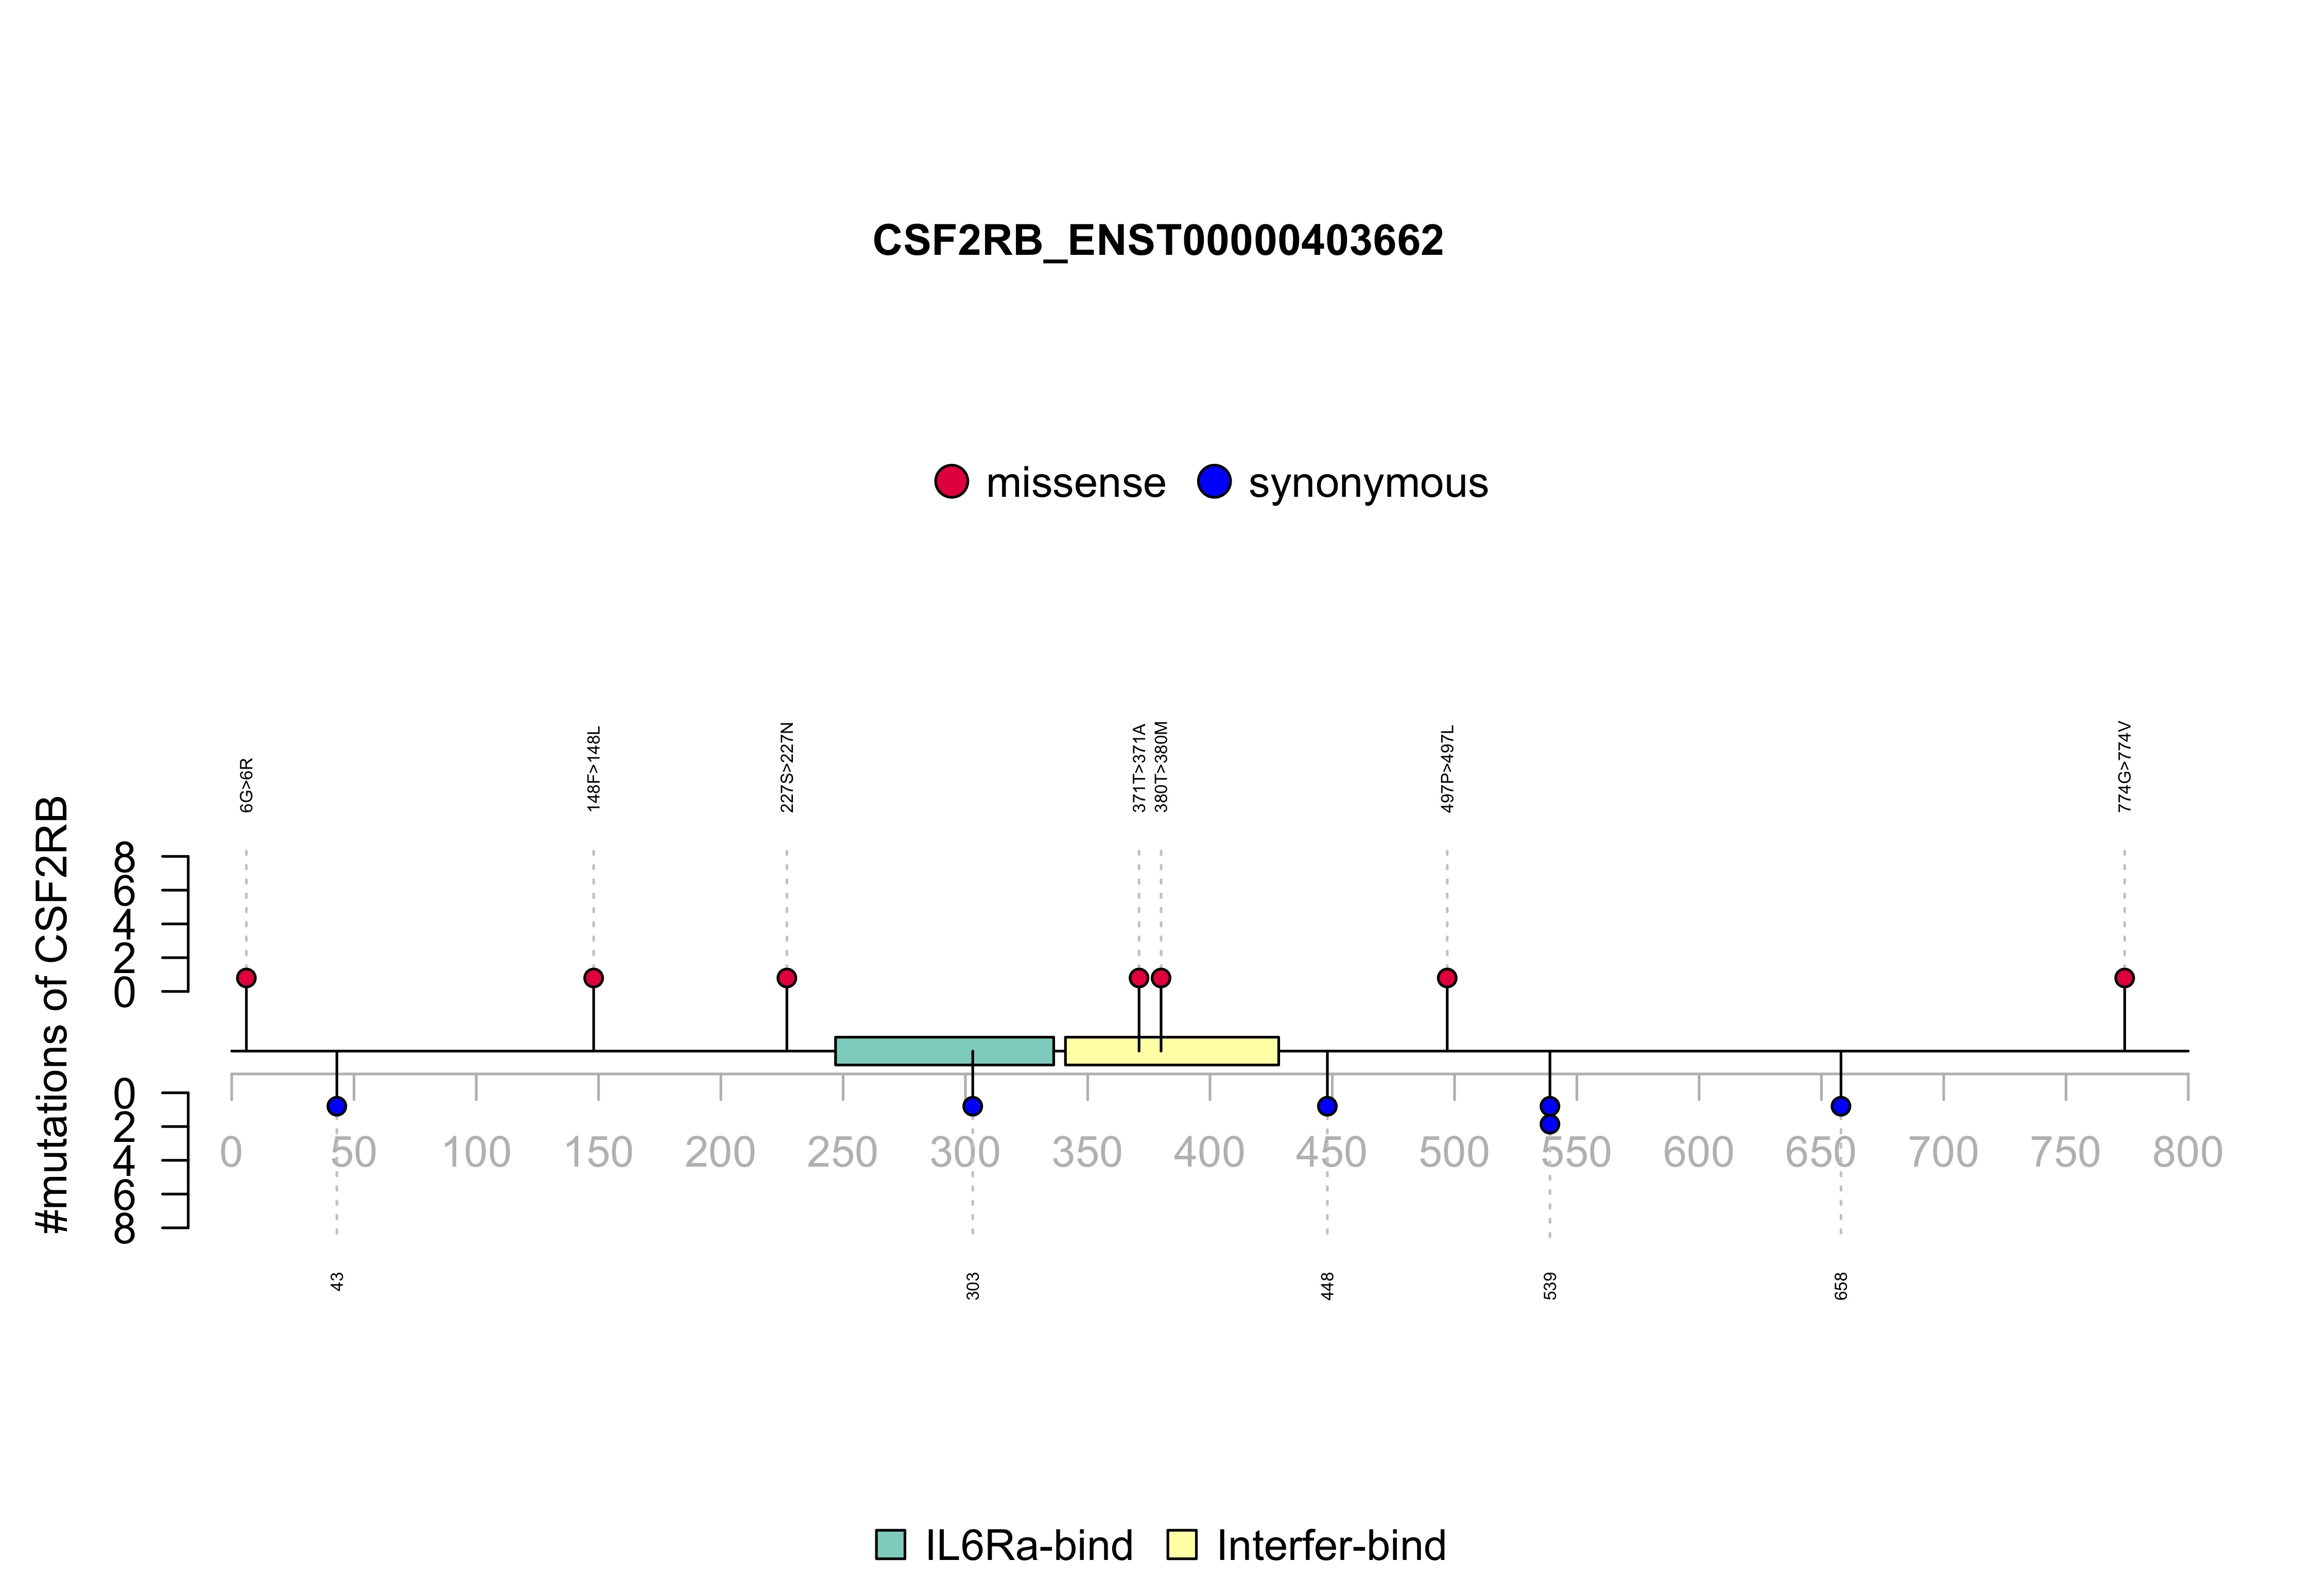 CSF2RB_ENST00000403662
missense synonymous
6G>6R
148F>148L
227S>227N
371T>371A
380T>380M
497P>497L
774G>774V
#mutations of CSF2RB
8
6
4
2
0
0
2
4
6
8
0 50 100 150 200 250 300 350 400 450 500 550 600 650 700 750 800
43
303
448
539
658
IL6Ra-bind Interfer-bind